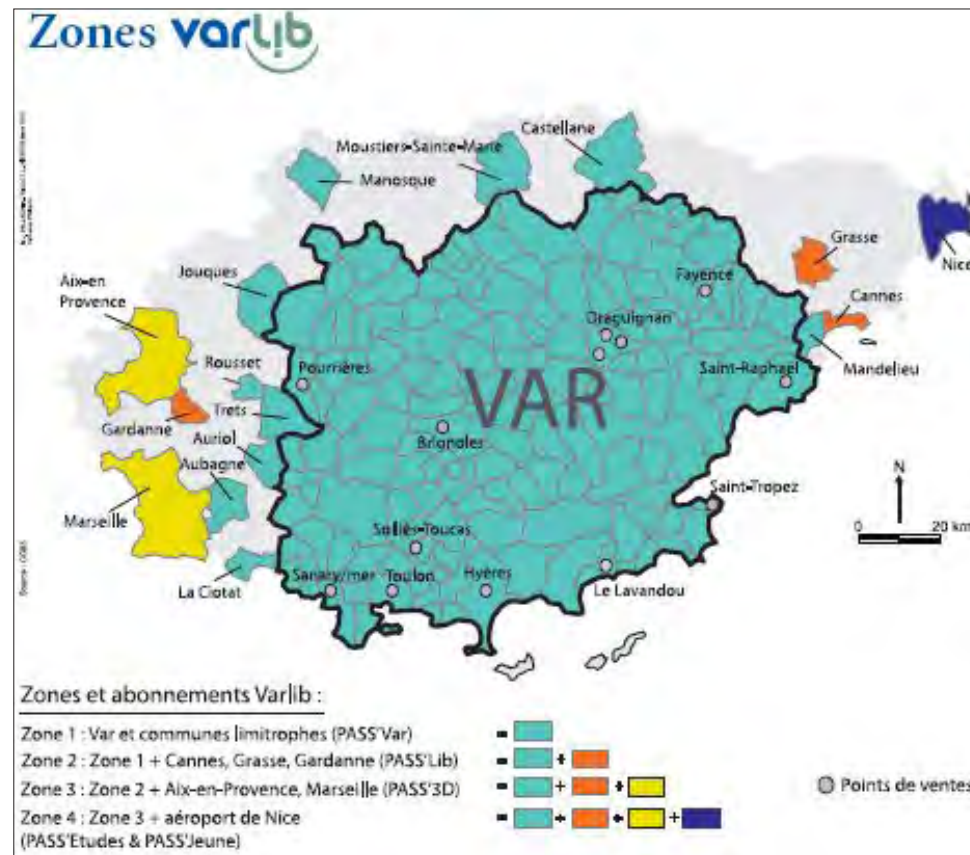 Zones varlib
Castellane
Moustiers-Sainte-Marie
Manosque
Grasse
Nice
Jouques
Fayence
Aix-en
Provence
Cannes
Draguignan
Rousset
Pourrières
Saint-Raphael
Mandelieu
VAR
Gardanne
Trets
Brignoles
Auriol
Aubagne
N
Saint-Tropez
Marseille
0 20 km
Solliès-Toucas
La Ciotat
Sanary/mer
Toulon
Hyères
Le Lavandou
Zones et abonnements Varlib :
Zone 1 : Var et communes limitrophes (PASS'Var) =
Zone 2 : Zone 1 + Cannes, Grasse, Gardanne (PASS'Lib) = +
Zone 3 : Zone 2 + Aix-en-Provence, Marseille (PASS'3D) = + +
Points de ventes
Zone 4 : Zone 3 + aéroport de Nice = + + +
(PASS'Etudes & PASS'Jeune)